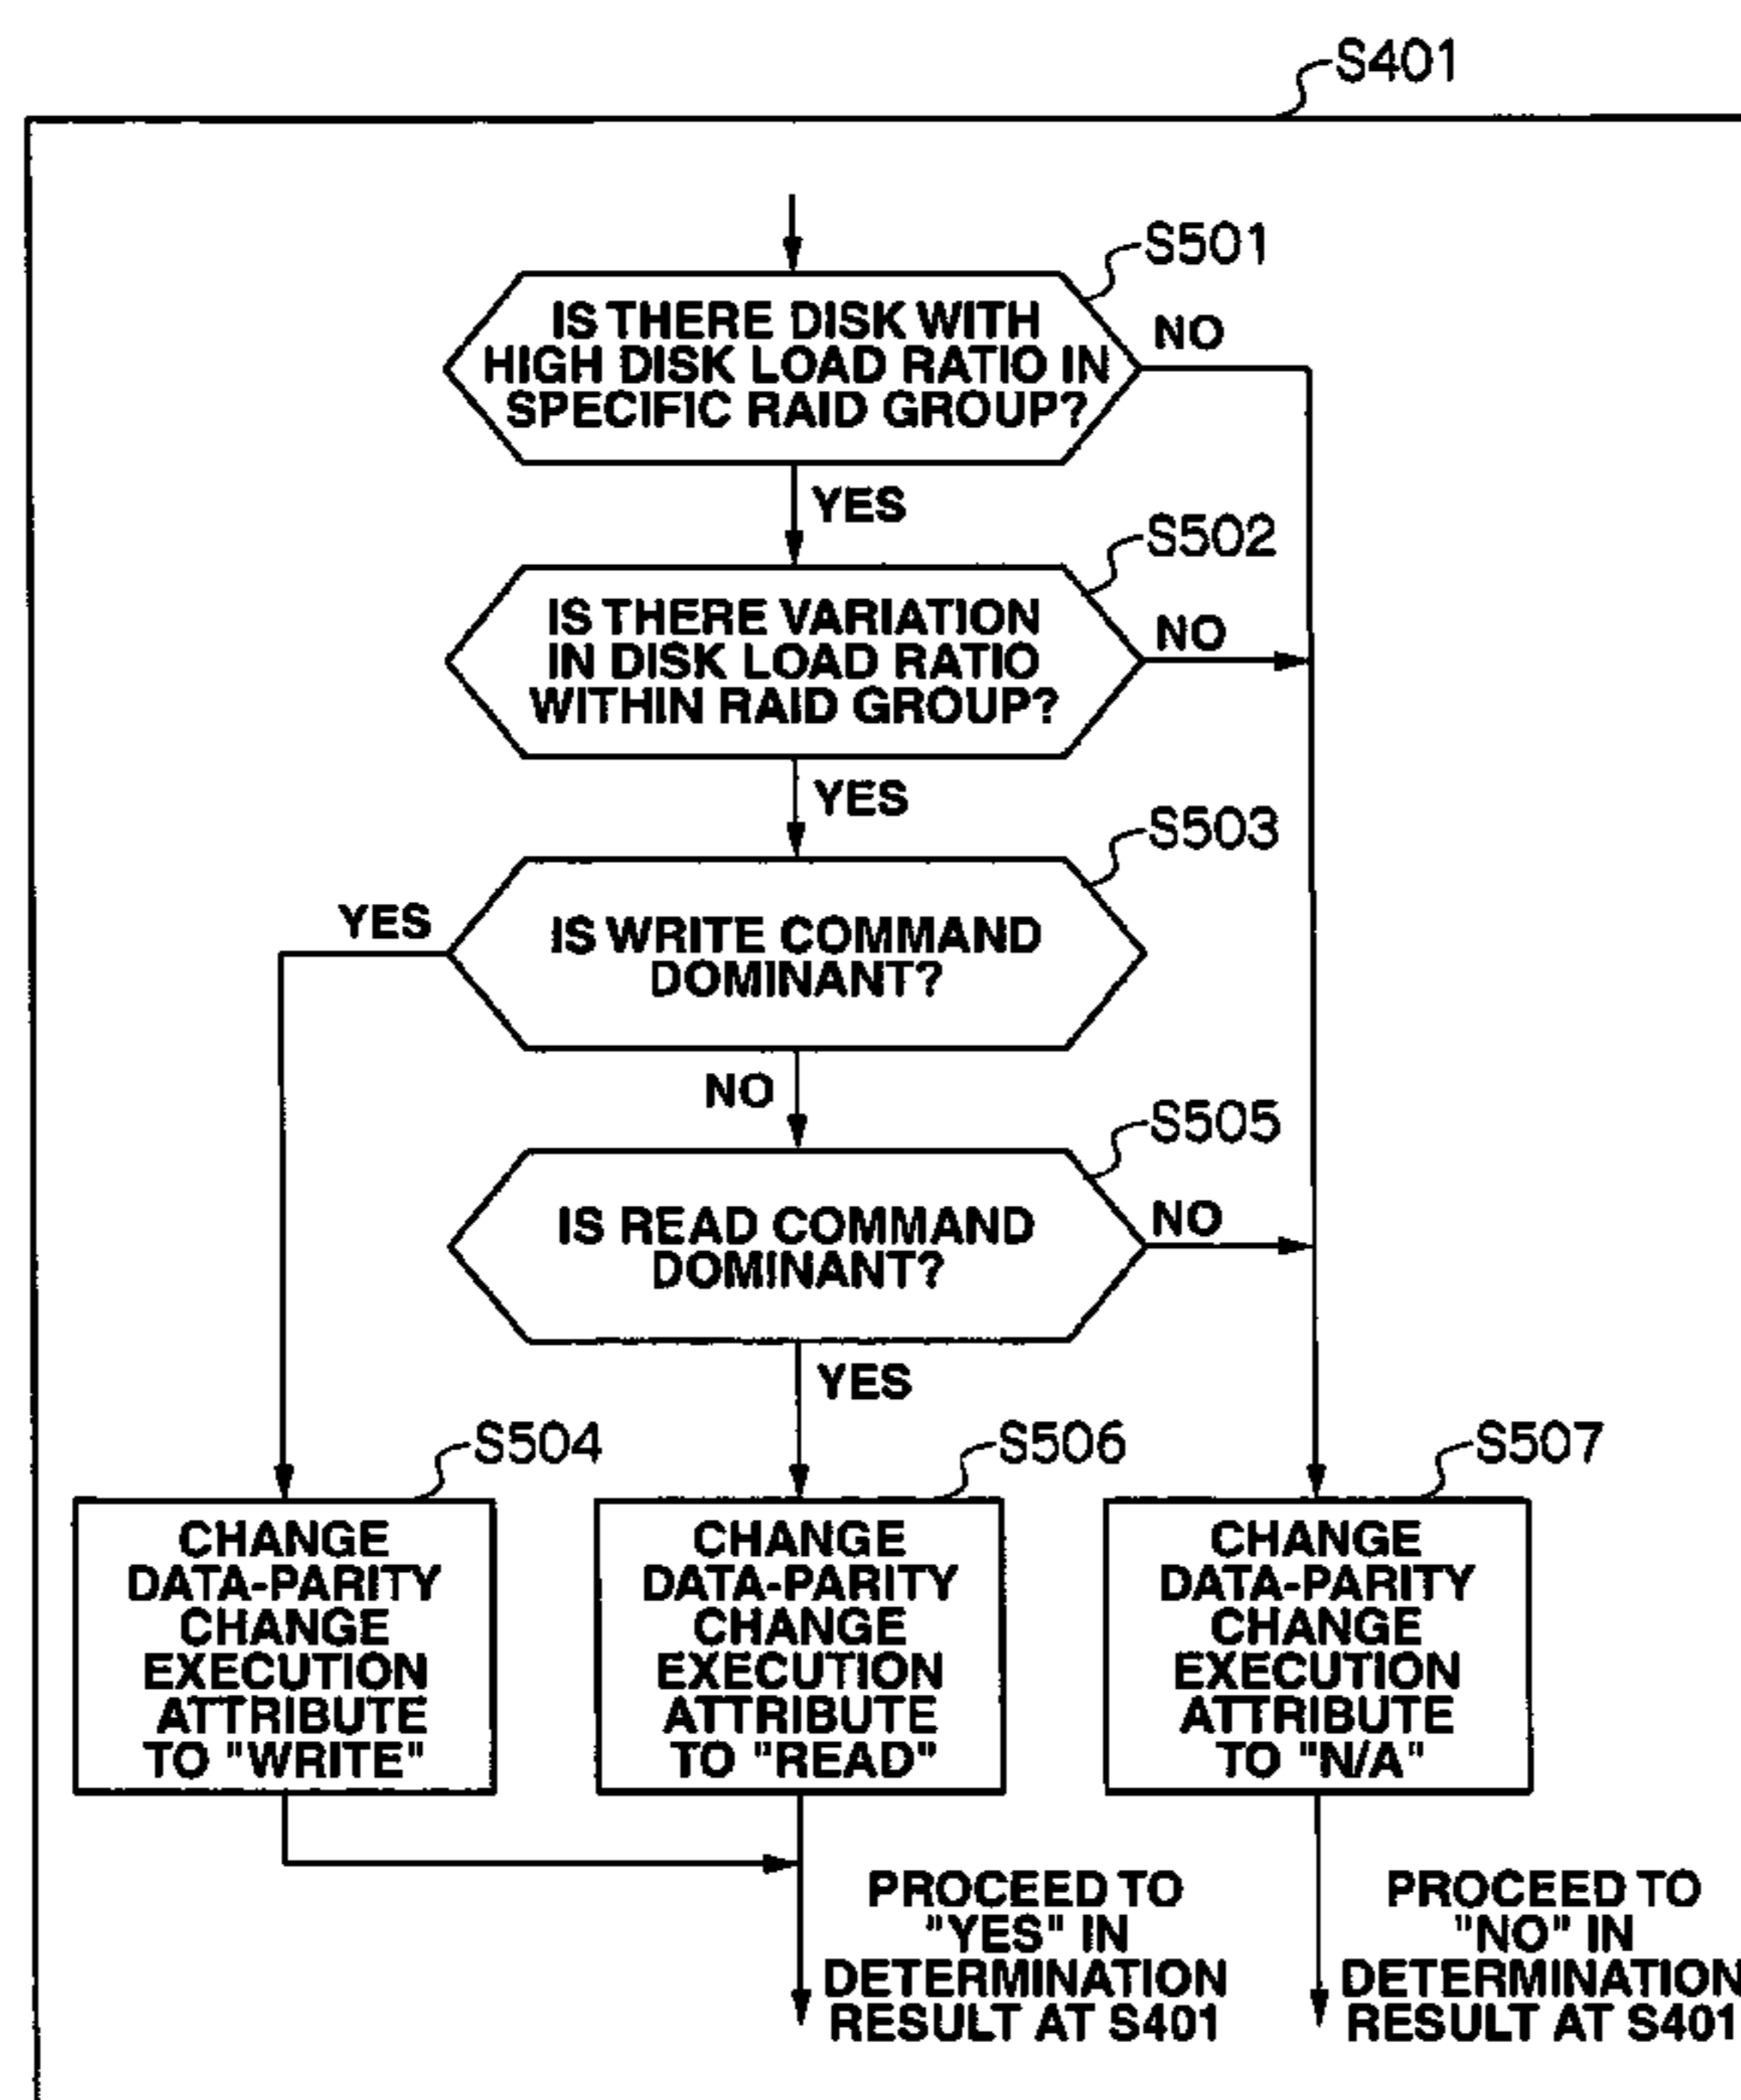 S401
S501
IS THERE DISK WITH
HIGH DISK LOAD RATIO IN
SPECIFIC RAID GROUP?
NO
YES
S502
IS THERE VARIATION
IN DISK LOAD RATIO
WITHIN RAID GROUP?
NO
YES
S503
YES
IS WRITE COMMAND
DOMINANT?
NO
S505
IS READ COMMAND
DOMINANT?
NO
YES
S504
CHANGE
DATA-PARITY
CHANGE
EXECUTION
ATTRIBUTE
TO "WRITE"
S506
CHANGE
DATA-PARITY
CHANGE
EXECUTION
ATTRIBUTE
TO "READ"
S507
CHANGE
DATA-PARITY
CHANGE
EXECUTION
ATTRIBUTE
TO "N/A"
PROCEED TO
"YES" IN
DETERMINATION
RESULT AT S401
PROCEED TO
"NO" IN
DETERMINATION
RESULT AT S401